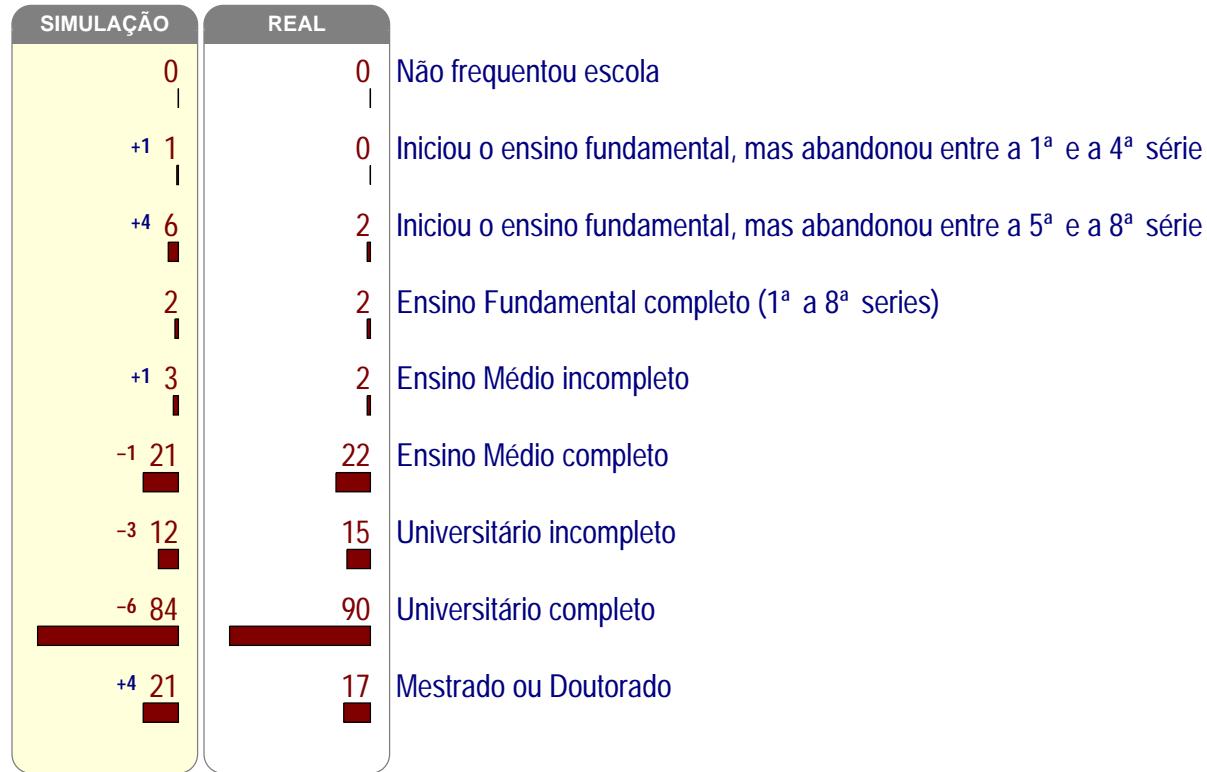 SIMULAÇÃO REAL
0 0 Não frequentou escola
+1 1 0 Iniciou o ensino fundamental, mas abandonou entre a 1ª e a 4ª série
+4 6 2 Iniciou o ensino fundamental, mas abandonou entre a 5ª e a 8ª série
2 2 Ensino Fundamental completo (1ª a 8ª series)
+1 3 2 Ensino Médio incompleto
−1 21 22 Ensino Médio completo
−3 12 15 Universitário incompleto
−6 84 90 Universitário completo
+4 21 17 Mestrado ou Doutorado